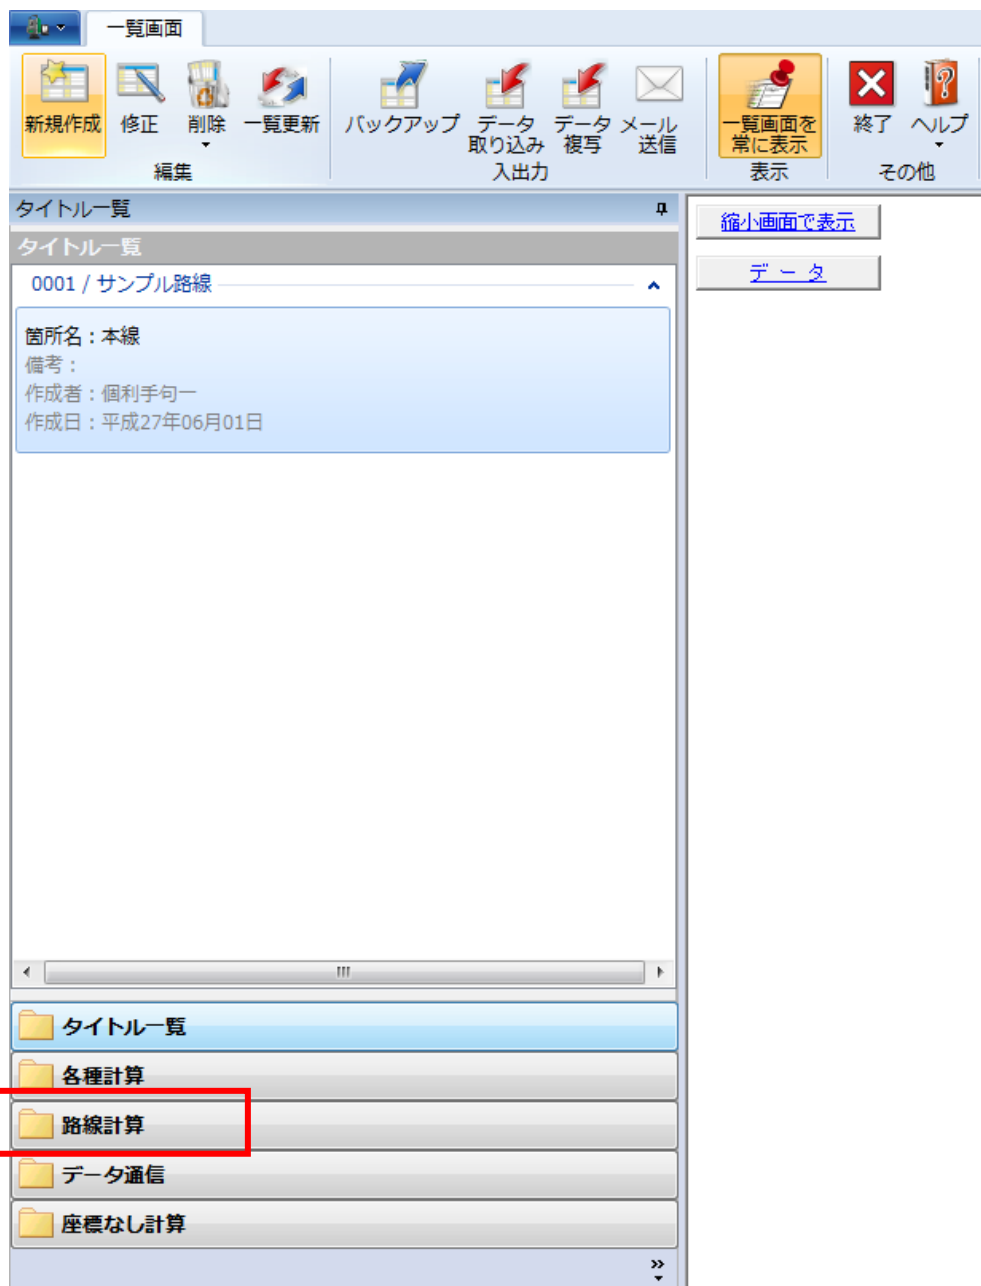 一覧画面
新規作成 修正 削除 一覧更新 バックアップ データ取り込み データ複写 メール送信 一覧画面を常に表示 終了 ヘルプ
編集 入出力 表示 その他
タイトル一覧
縮小画面で表示
タイトル一覧
データ
0001 / サンプル路線
箇所名：本線
備考：
作成者：個利手句一
作成日：平成27年06月01日
タイトル一覧
各種計算
路線計算
データ通信
座標なし計算